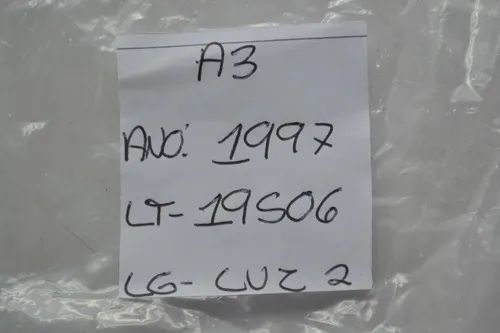 A3
ANO: 1997
LT- 19506
LG- LUZ 2